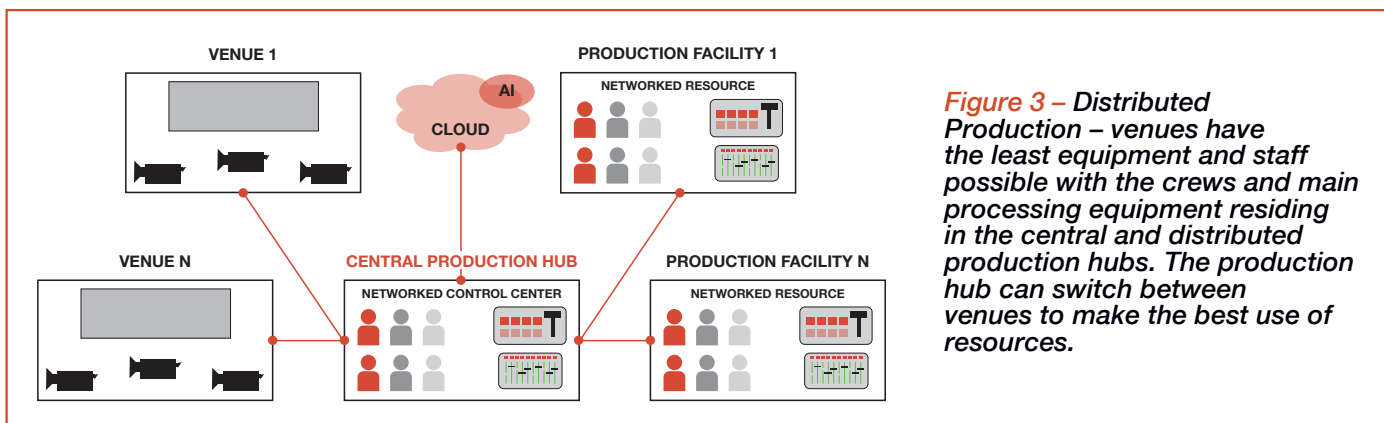 VENUE 1
PRODUCTION FACILITY 1
NETWORKED RESOURCE
AI
CLOUD
VENUE N
CENTRAL PRODUCTION HUB
NETWORKED CONTROL CENTER
PRODUCTION FACILITY N
NETWORKED RESOURCE
Figure 3 – Distributed
Production – venues have
the least equipment and staff
possible with the crews and main
processing equipment residing
in the central and distributed
production hubs. The production
hub can switch between
venues to make the best use of
resources.